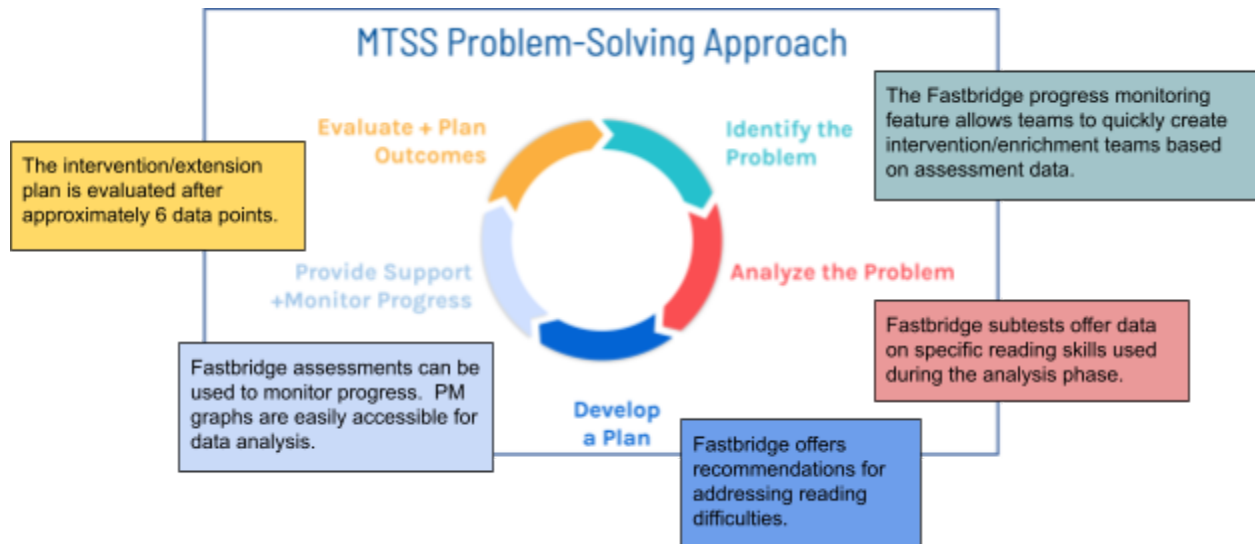 MTSS Problem-Solving Approach
Evaluate + Plan
Outcomes
Identify the
Problem
The Fastbridge progress monitoring
feature allows teams to quickly create
intervention/enrichment teams based
on assessment data.
The intervention/extension
plan is evaluated after
approximately 6 data points.
Provide Support
+Monitor Progress
Analyze the Problem
Fastbridge subtests offer data
on specific reading skills used
during the analysis phase.
Fastbridge assessments can be
used to monitor progress.  PM
graphs are easily accessible for
data analysis.
Develop
a Plan
Fastbridge offers
recommendations for
addressing reading
difficulties.